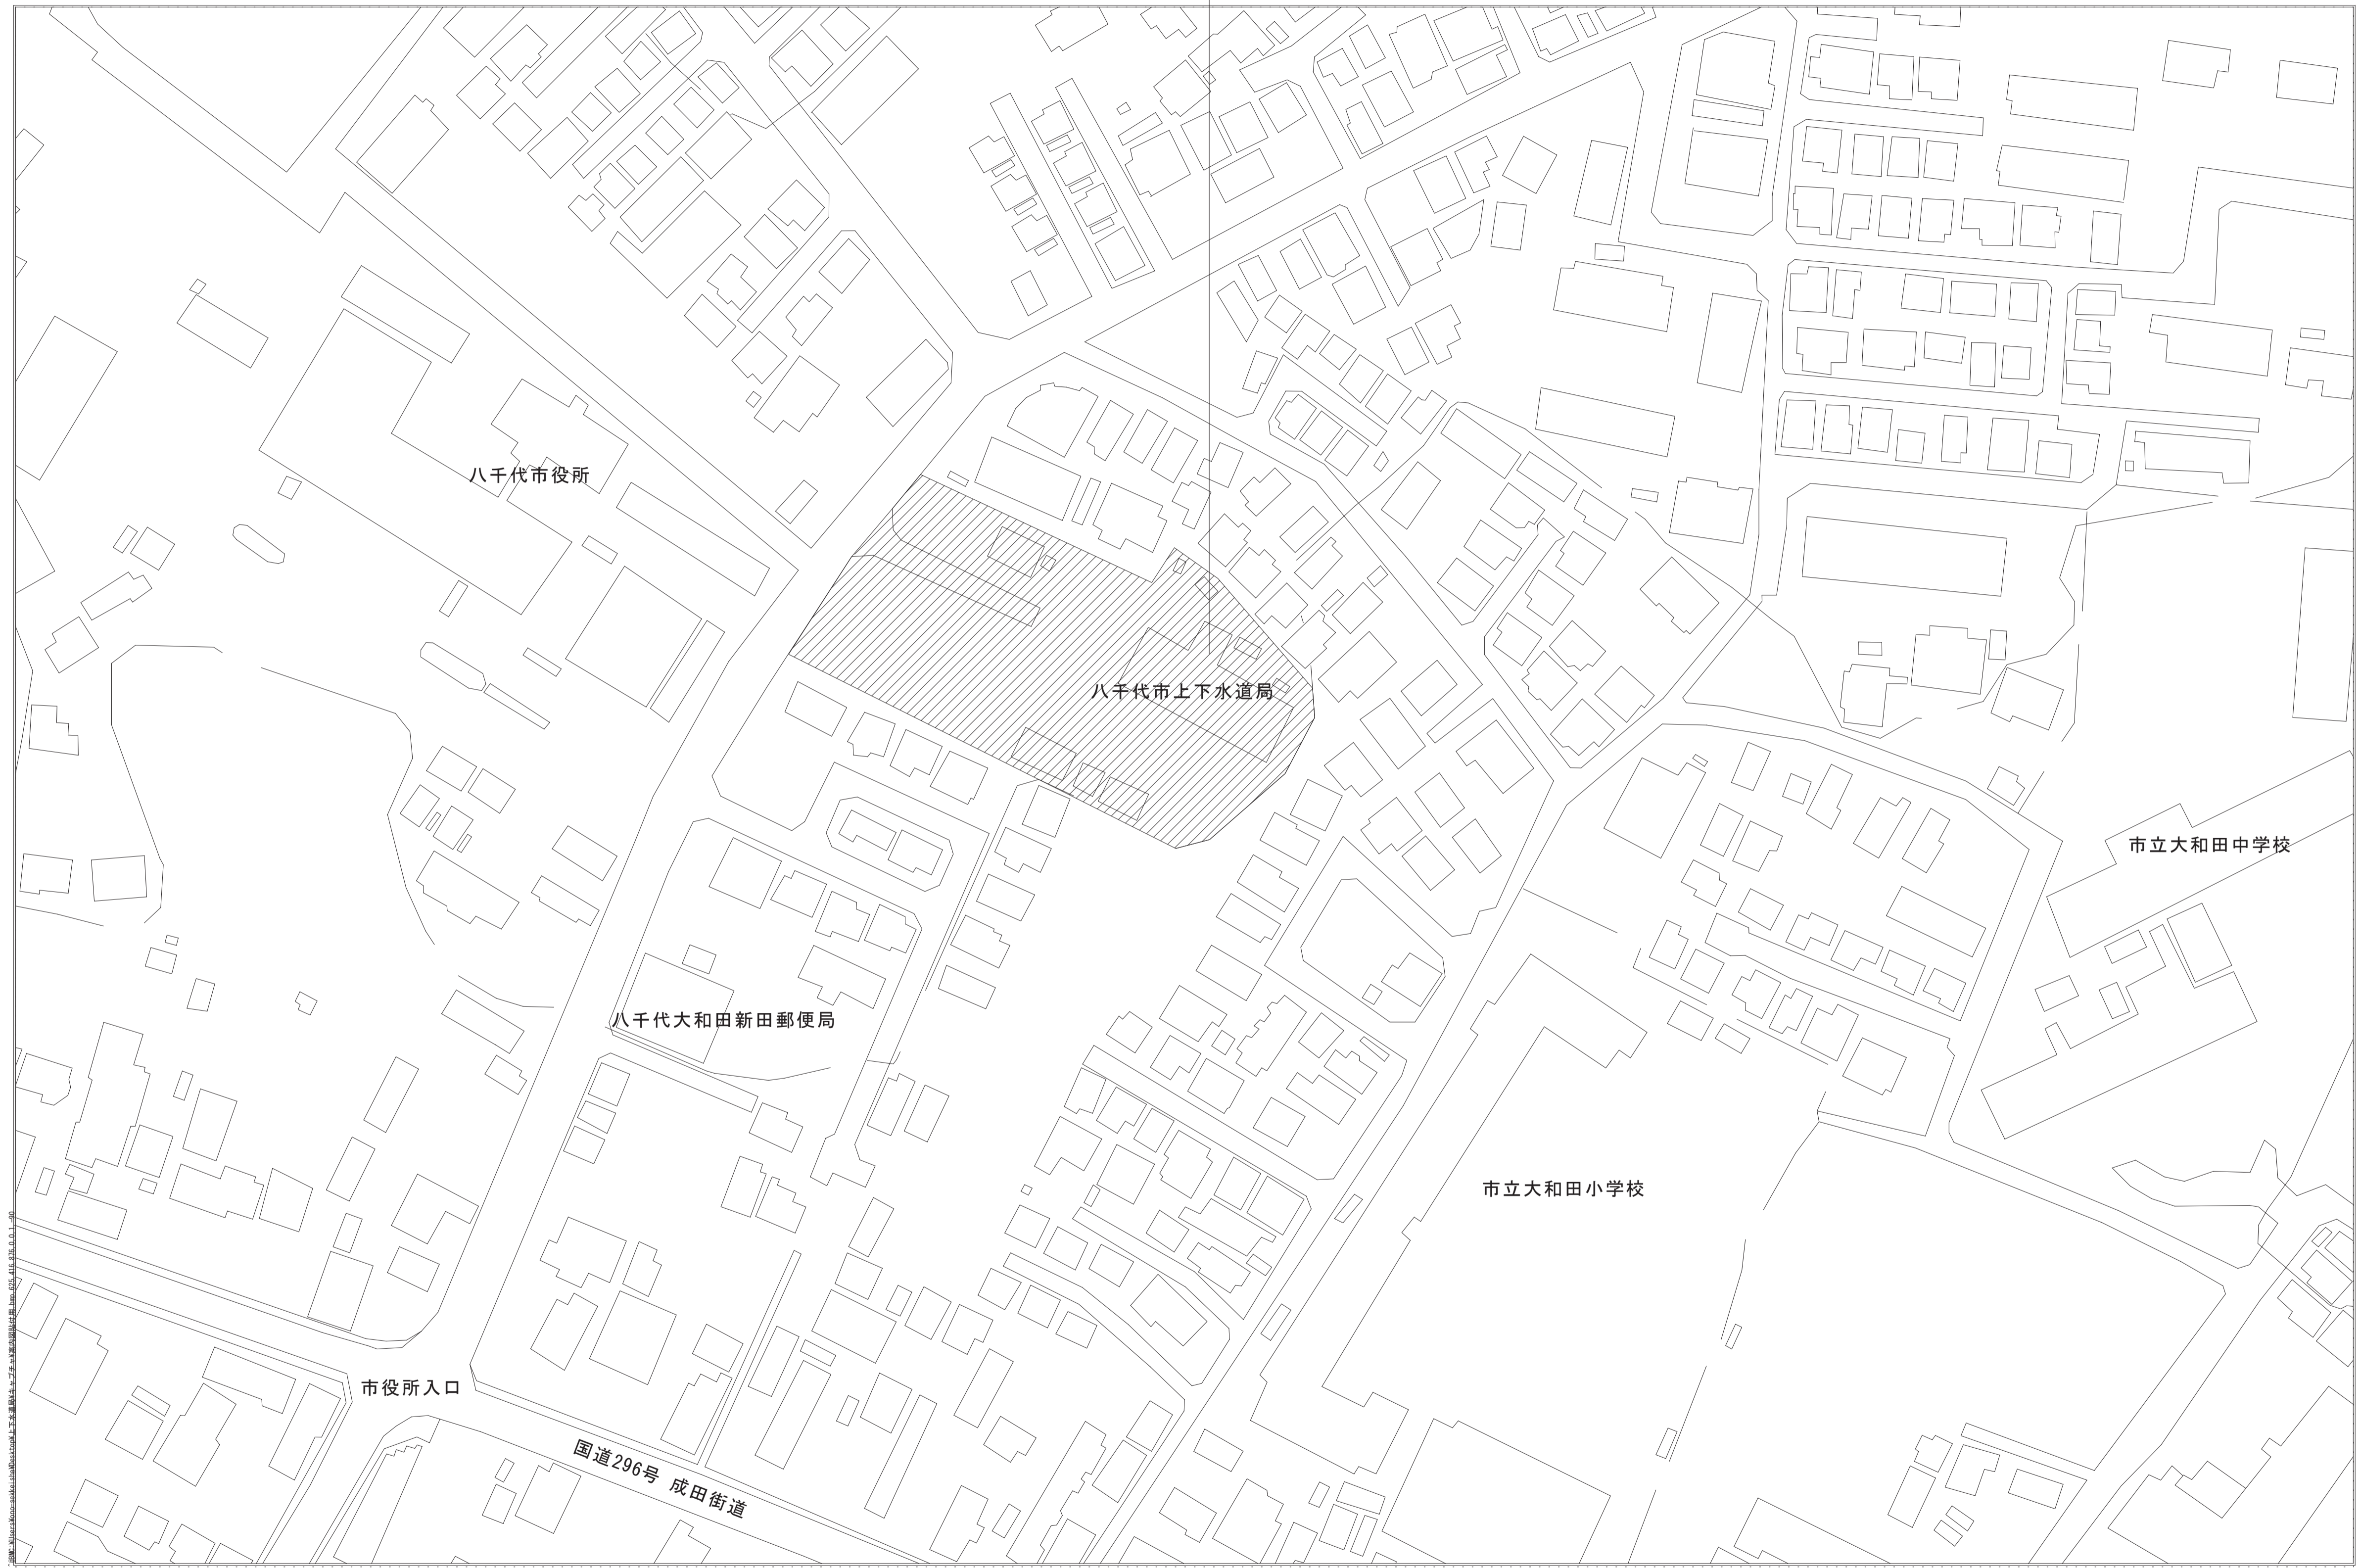 八千代市役所
八千代市上下水道局
市立大和田中学校
八千代大和田新田郵便局
市立大和田小学校
市役所入口
国道296号 成田街道